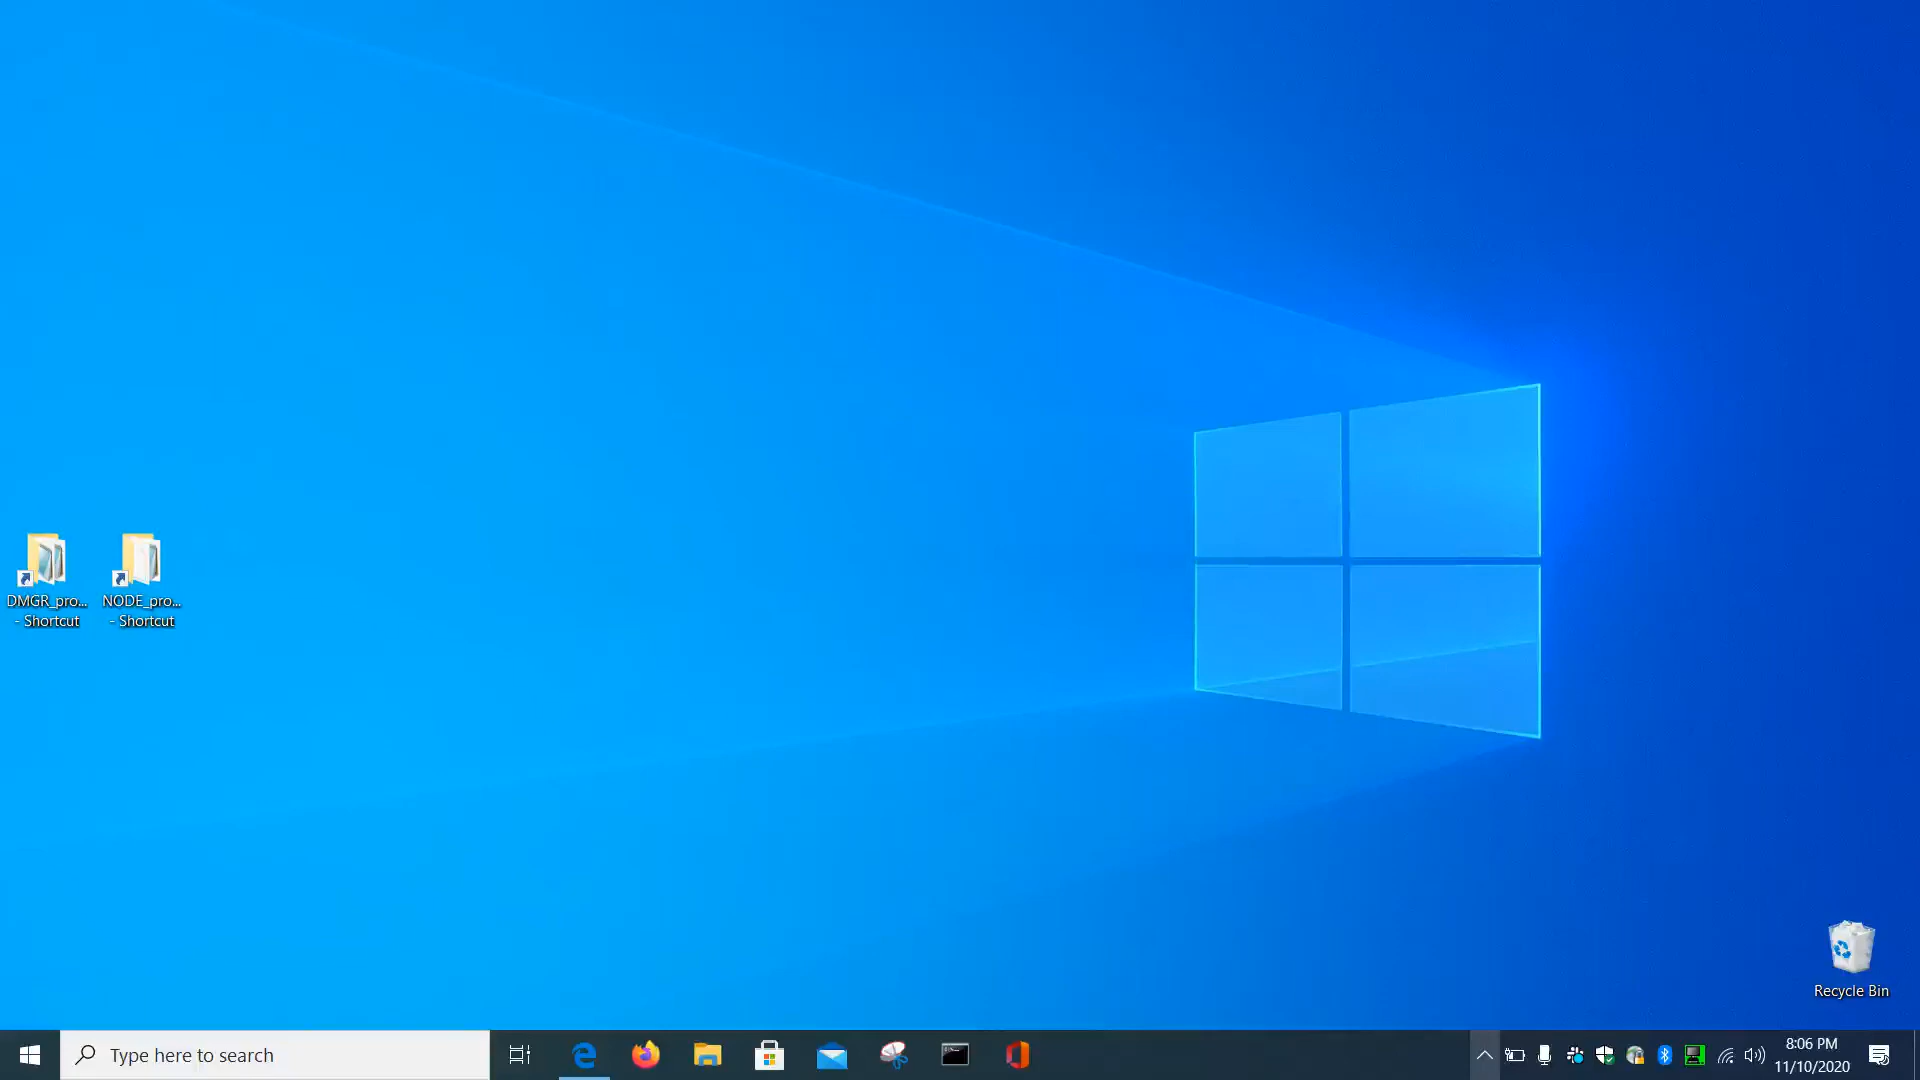 DMGR_pro...
- Shortcut
NODE_pro...
- Shortcut
Recycle Bin
Type here to search
8:06 PM
11/10/2020